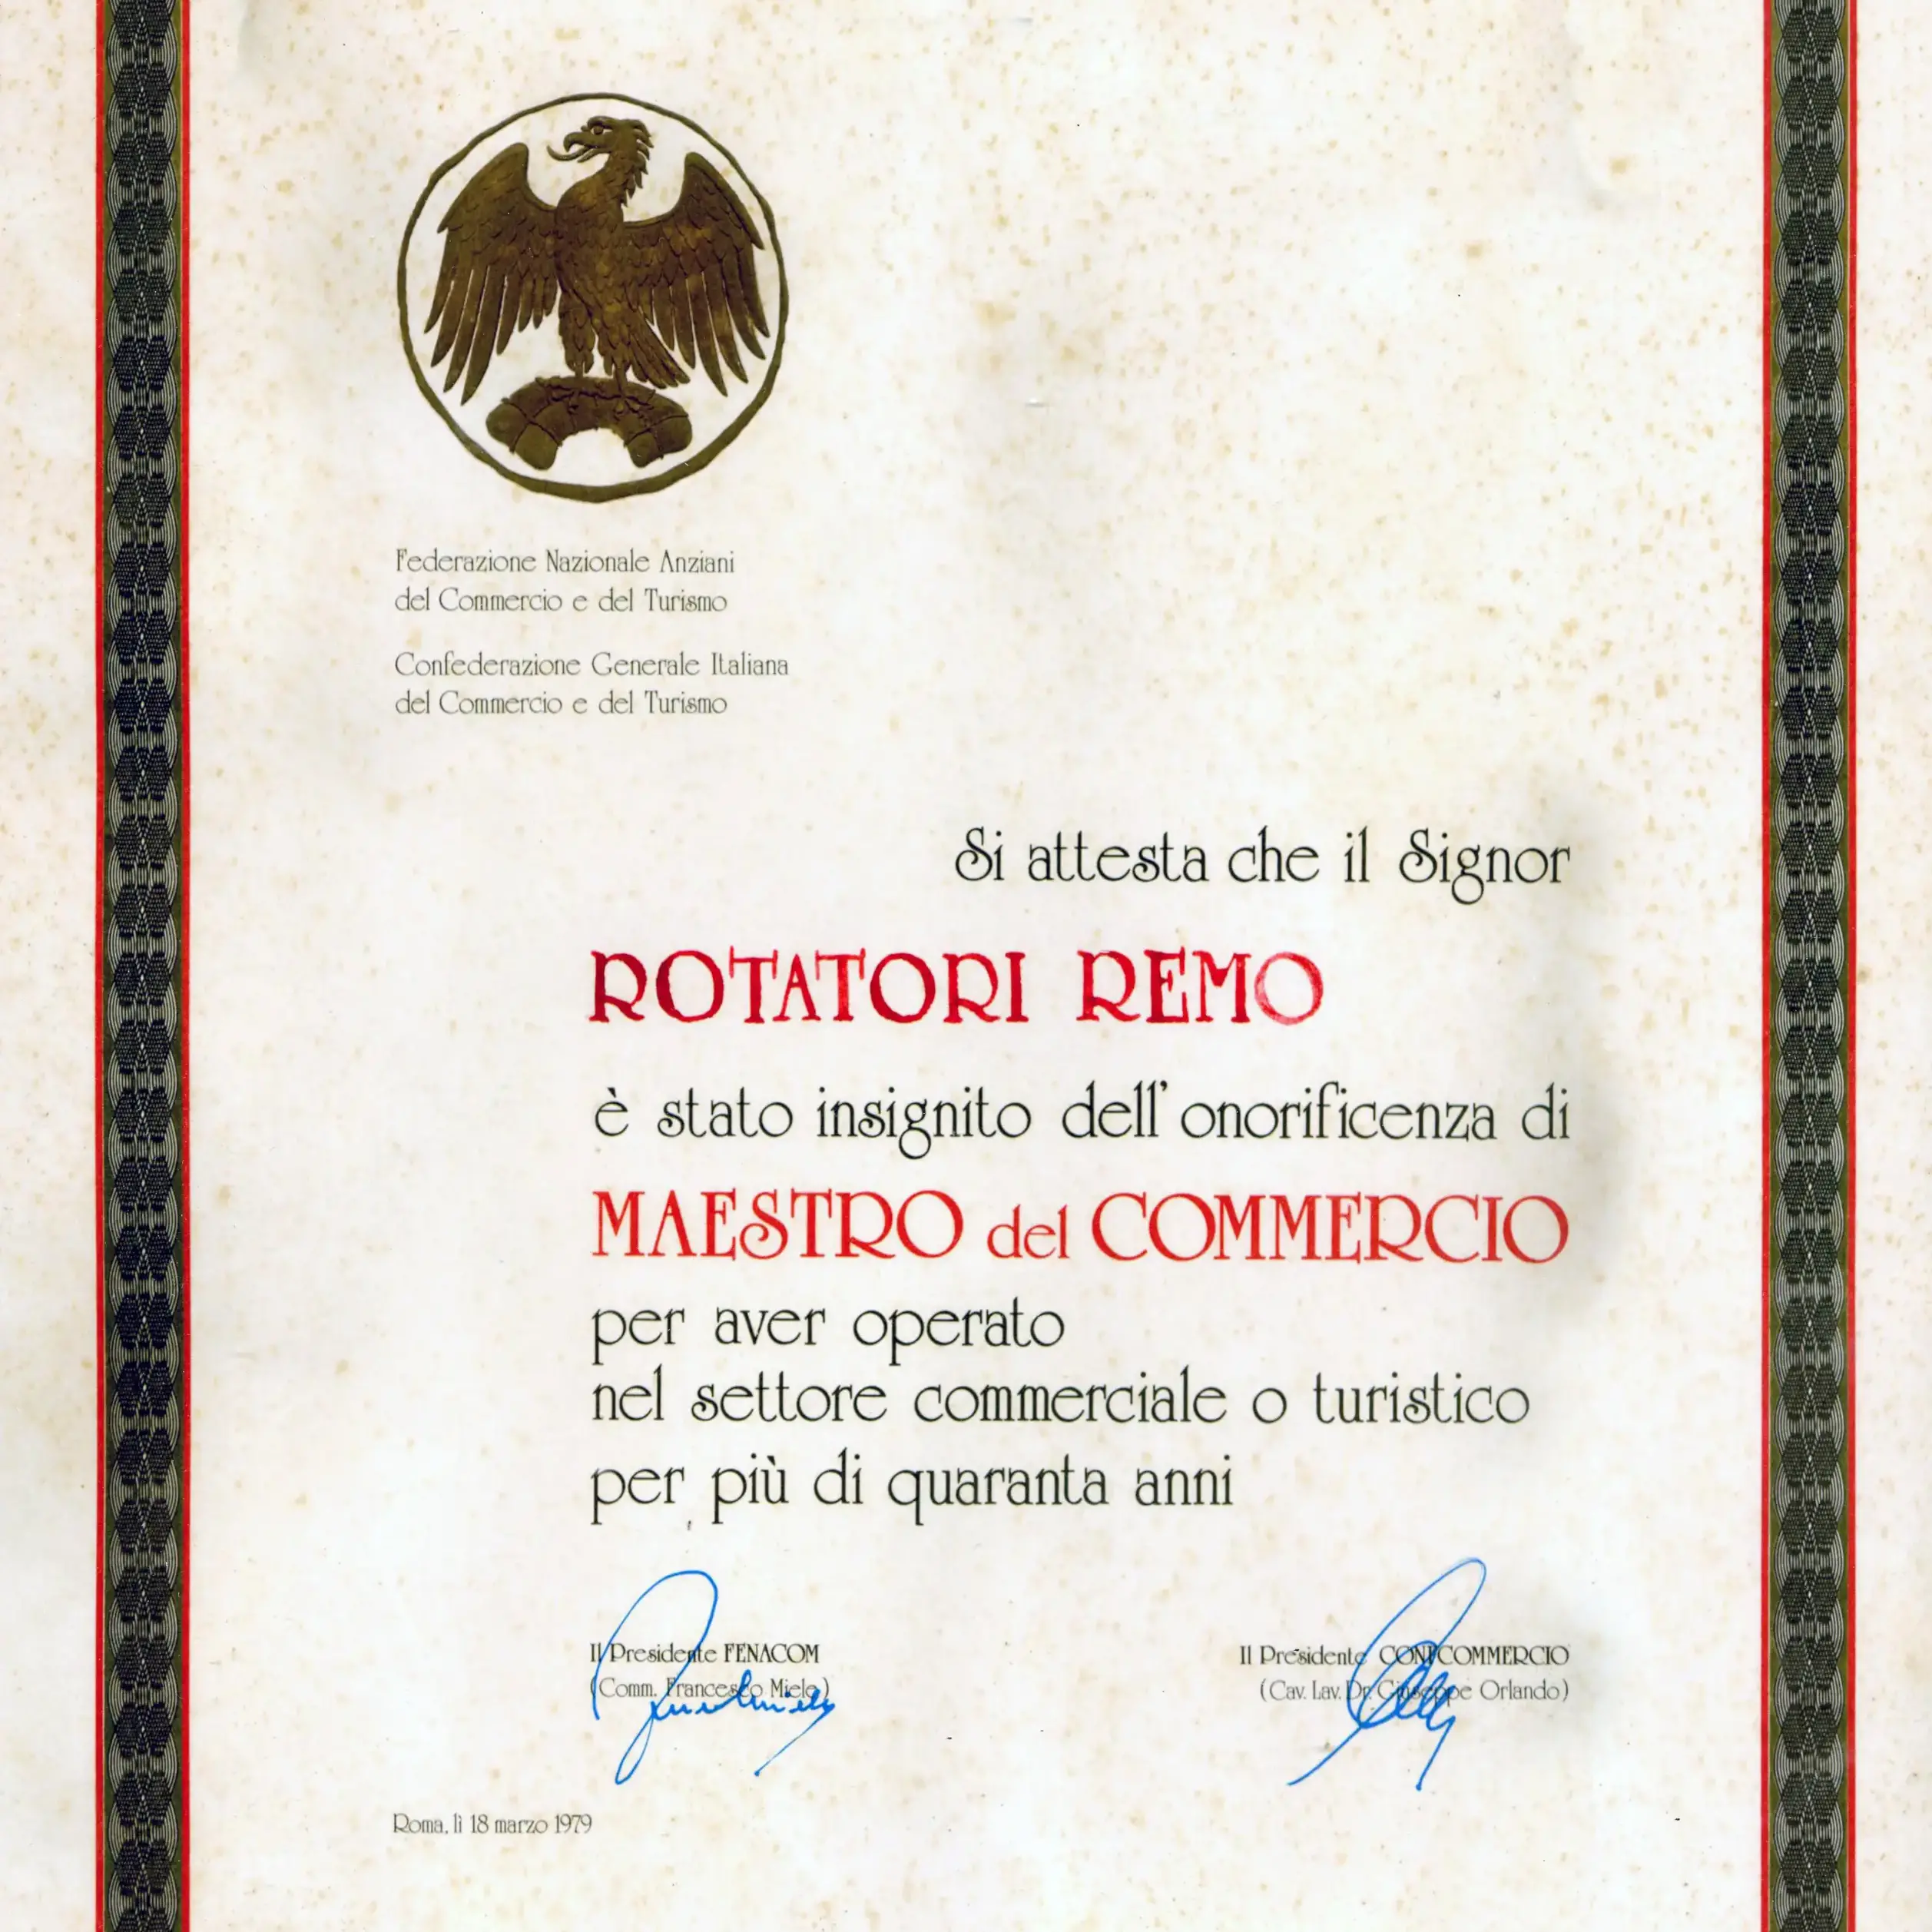 Federazione Nazionale Anziani
del Commercio e del Turismo
Confederazione Generale Italiana
del Commercio e del Turismo
Si attesta che il Signor
ROTATORI REMO
è stato insignito dell'onorificenza di
MAESTRO del COMMERCIO
per aver operato
nel settore commerciale o turistico
per più di quaranta anni
Il Presidente FENACOM
(Comm. Francesco Miele)
Il Presidente CONFCOMMERCIO
(Cav. Lav. Dr. Giuseppe Orlando)
Roma, lì 18 marzo 1979